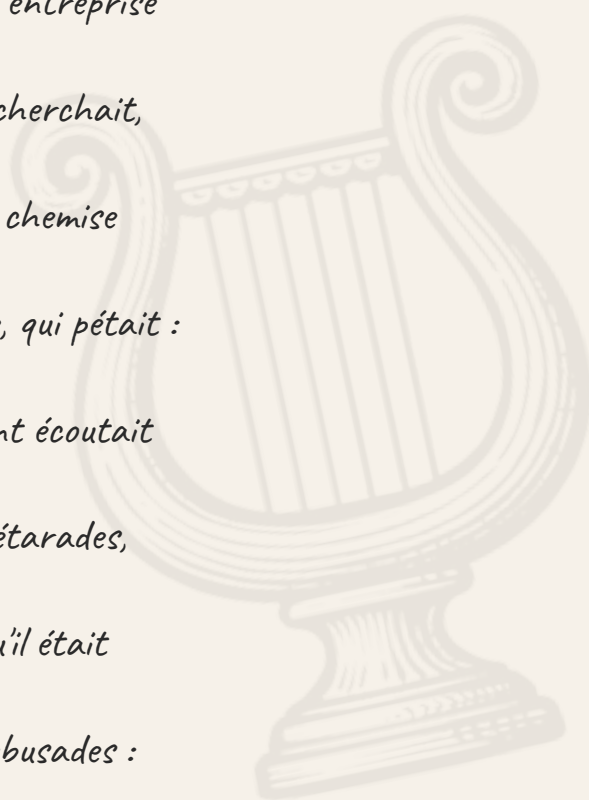 entreprise
cherchait,
chemise
, qui pétait :
nt écoutait
étarades,
u'il était
busades :